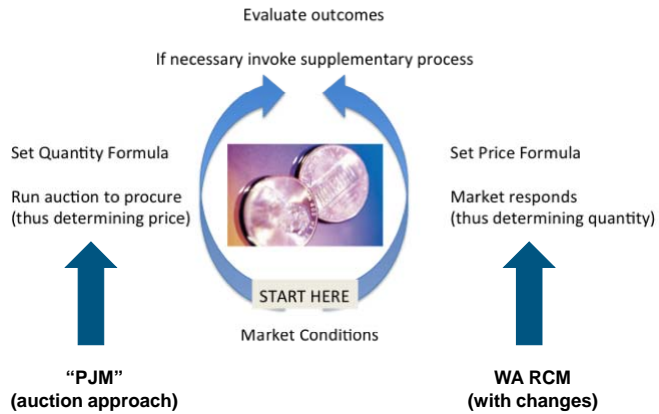 Evaluate outcomes
If necessary invoke supplementary process
Set Quantity Formula
Run auction to procure
(thus determining price)
Set Price Formula
Market responds
(thus determining quantity)
START HERE
Market Conditions
“PJM”
(auction approach)
WA RCM
(with changes)